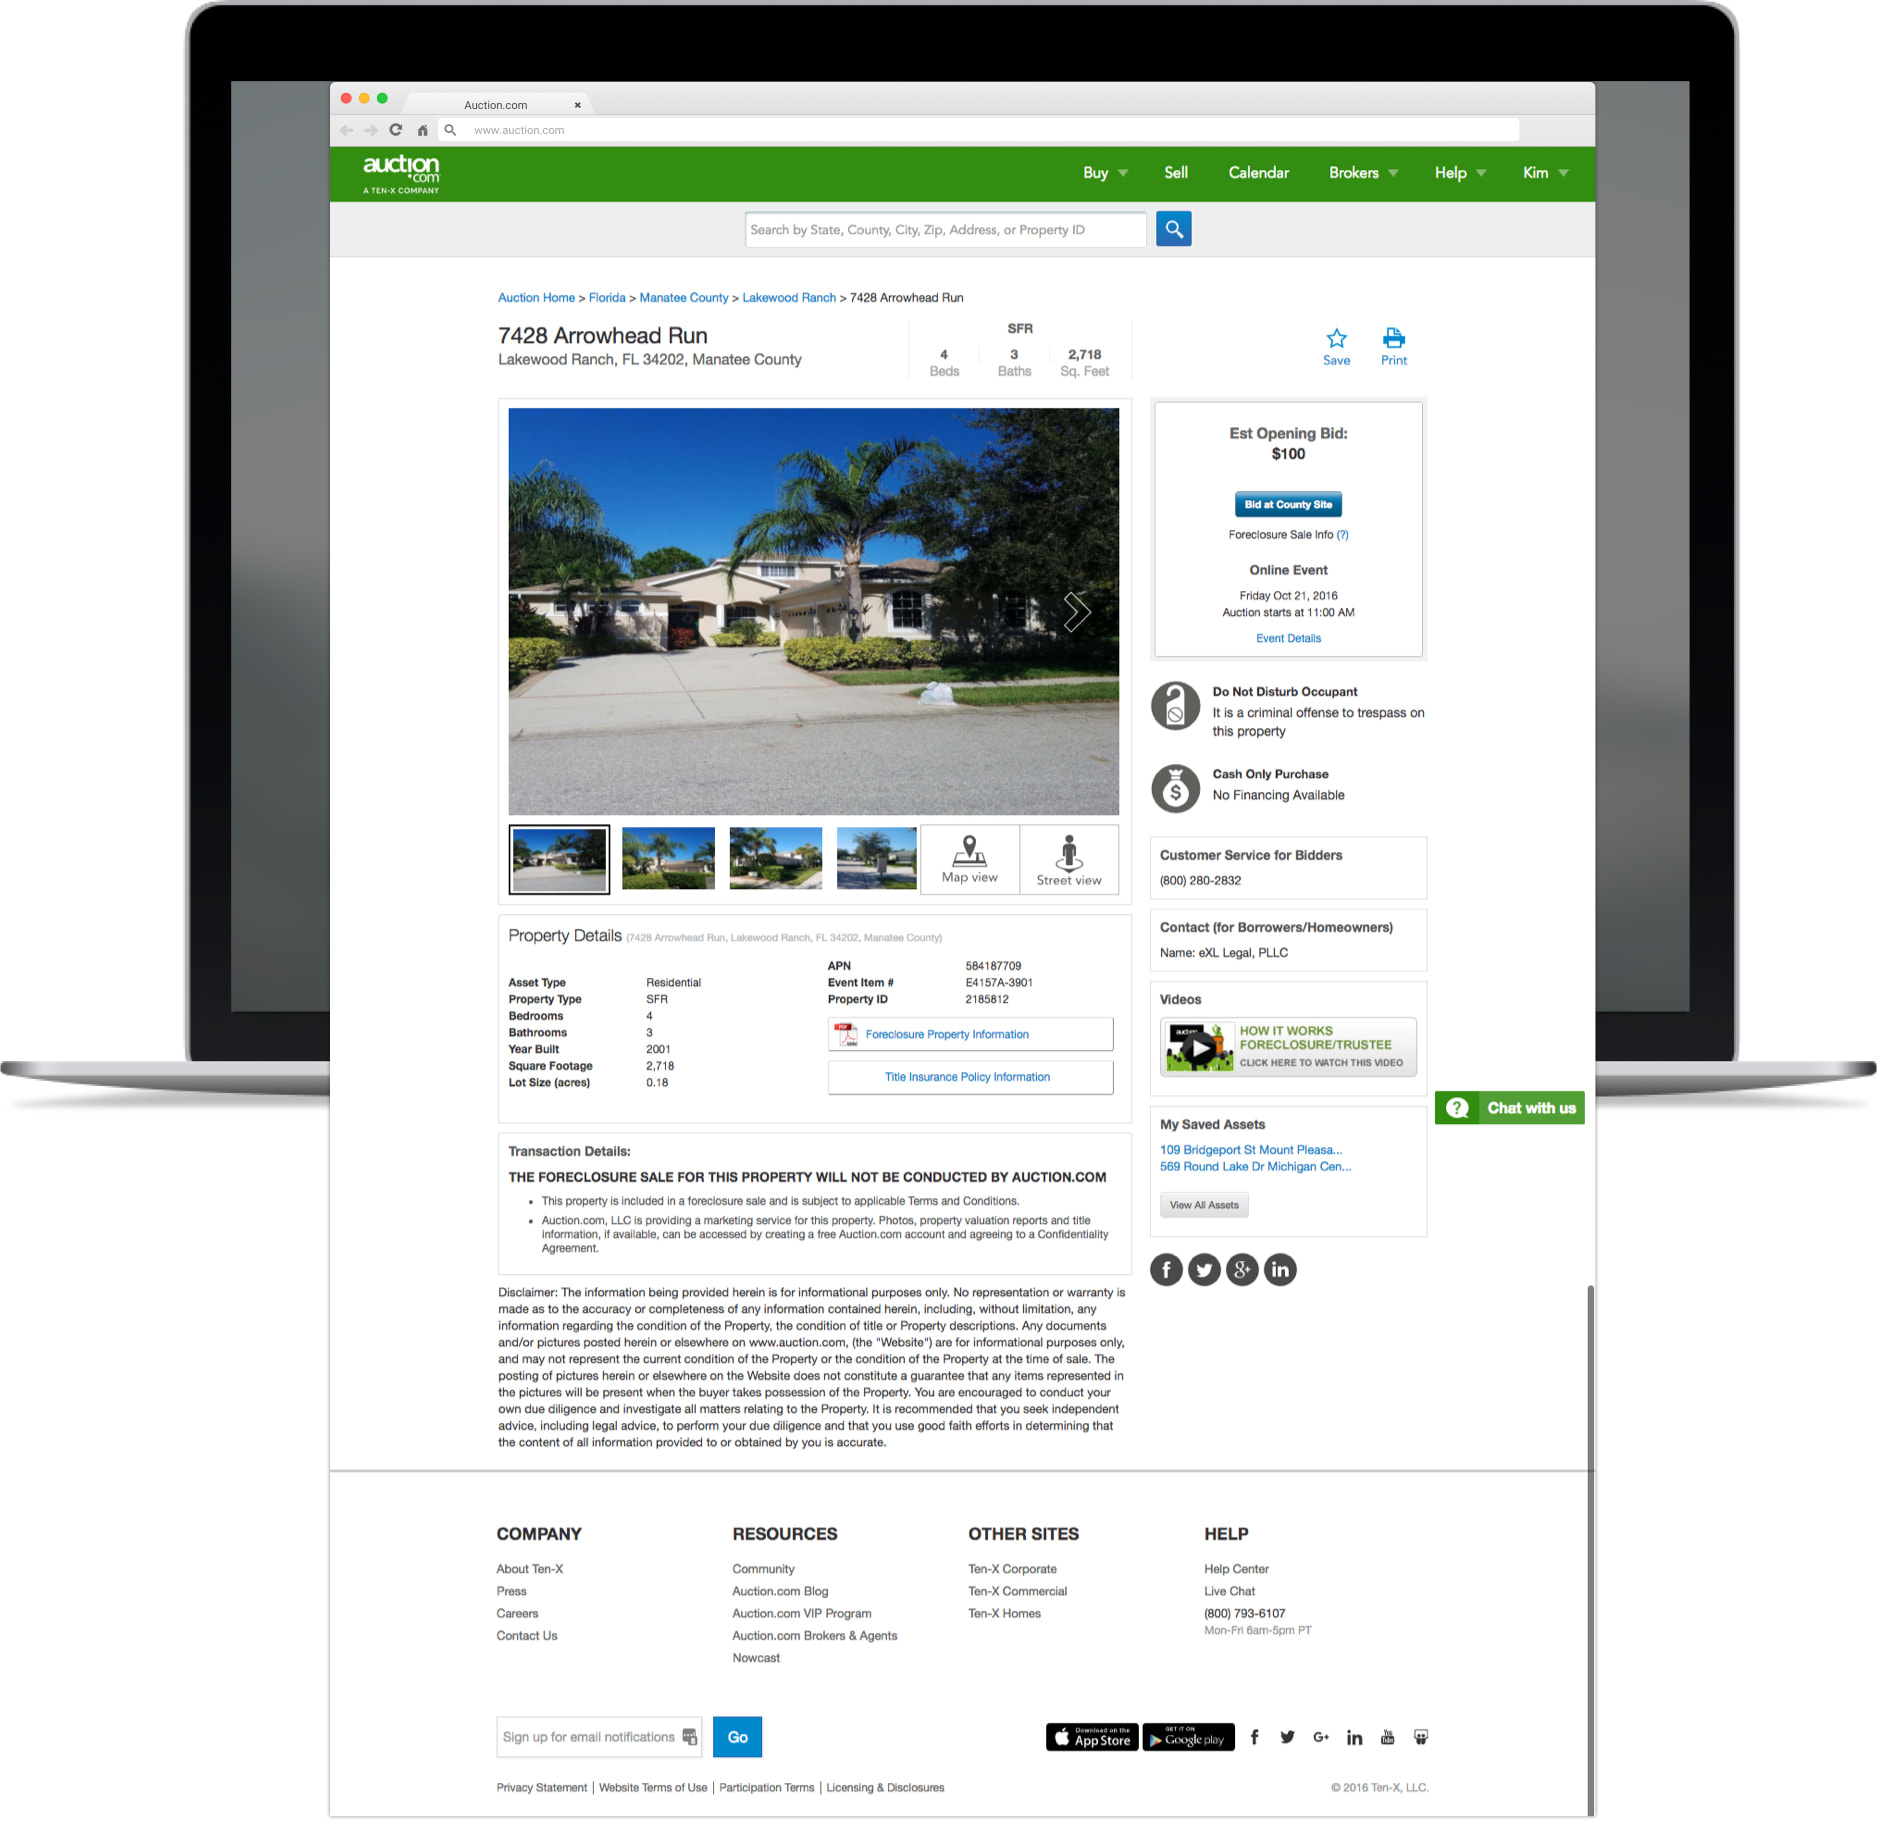 Auction.com
www.auction.com
auction
.com
A TEN-X COMPANY
Buy
Sell
Calendar
Brokers
Help
Kim
Search by State, County, City, Zip, Address, or Property ID
Auction Home > Florida > Manatee County > Lakewood Ranch > 7428 Arrowhead Run
7428 Arrowhead Run
Lakewood Ranch, FL 34202, Manatee County
SFR
4
3
2,718
Beds
Baths
Sq. Feet
Save
Print
Est Opening Bid:
$100
Bid at County Site
Foreclosure Sale Info (?)
Online Event
Friday Oct 21, 2016
Auction starts at 11:00 AM
Event Details
Do Not Disturb Occupant
It is a criminal offense to trespass on
this property
Cash Only Purchase
No Financing Available
Map view
Street view
Customer Service for Bidders
(800) 280-2832
Contact (for Borrowers/Homeowners)
Name: eXL Legal, PLLC
Property Details (7428 Arrowhead Run, Lakewood Ranch, FL 34202, Manatee County)
Asset Type Residential
Property Type SFR
Bedrooms 4
Bathrooms 3
Year Built 2001
Square Footage 2,718
Lot Size (acres) 0.18
APN 584187709
Event Item # E4157A-3901
Property ID 2185812
PDF
Foreclosure Property Information
Title Insurance Policy Information
Videos
auction
HOW IT WORKS
FORECLOSURE/TRUSTEE
CLICK HERE TO WATCH THIS VIDEO
Chat with us
My Saved Assets
109 Bridgeport St Mount Pleasa...
569 Round Lake Dr Michigan Cen...
View All Assets
Transaction Details:
THE FORECLOSURE SALE FOR THIS PROPERTY WILL NOT BE CONDUCTED BY AUCTION.COM
• This property is included in a foreclosure sale and is subject to applicable Terms and Conditions.
• Auction.com, LLC is providing a marketing service for this property. Photos, property valuation reports and title
information, if available, can be accessed by creating a free Auction.com account and agreeing to a Confidentiality
Agreement.
Disclaimer: The information being provided herein is for informational purposes only. No representation or warranty is
made as to the accuracy or completeness of any information contained herein, including, without limitation, any
information regarding the condition of the Property, the condition of title or Property descriptions. Any documents
and/or pictures posted herein or elsewhere on www.auction.com, (the "Website") are for informational purposes only,
and may not represent the current condition of the Property or the condition of the Property at the time of sale. The
posting of pictures herein or elsewhere on the Website does not constitute a guarantee that any items represented in
the pictures will be present when the buyer takes possession of the Property. You are encouraged to conduct your
own due diligence and investigate all matters relating to the Property. It is recommended that you seek independent
advice, including legal advice, to perform your due diligence and that you use good faith efforts in determining that
the content of all information provided to or obtained by you is accurate.
COMPANY
About Ten-X
Press
Careers
Contact Us
RESOURCES
Community
Auction.com Blog
Auction.com VIP Program
Auction.com Brokers & Agents
Nowcast
OTHER SITES
Ten-X Corporate
Ten-X Commercial
Ten-X Homes
HELP
Help Center
Live Chat
(800) 793-6107
Mon-Fri 6am-5pm PT
Sign up for email notifications
Go
Download on the
App Store
GET IT ON
Google play
Privacy Statement | Website Terms of Use | Participation Terms | Licensing & Disclosures
© 2016 Ten-X, LLC.